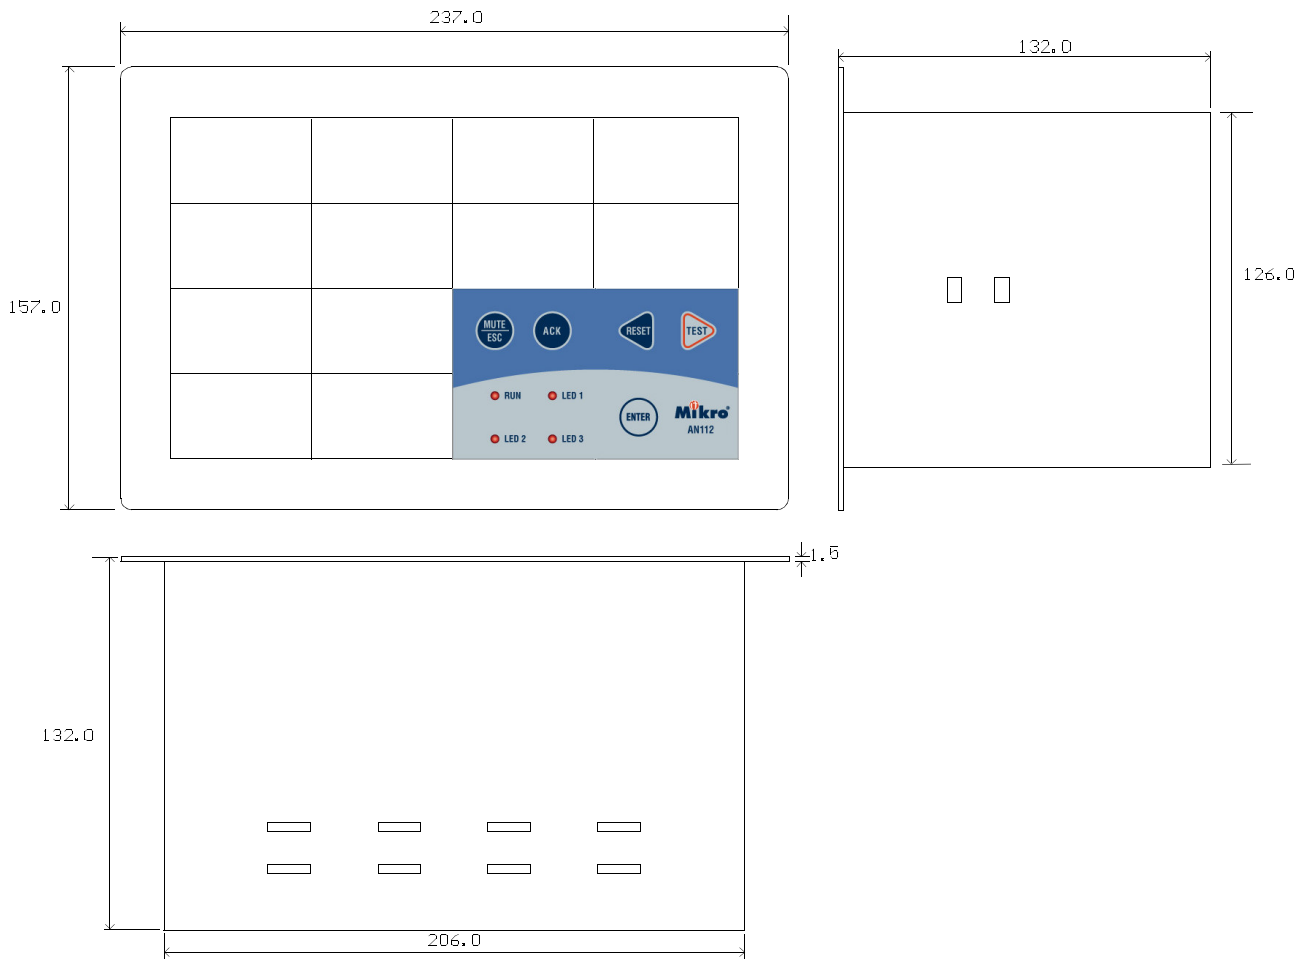 237.0
132.0
157.0
126.0
MUTE
ESC
ACK
RESET
TEST
RUN
LED 1
ENTER
Mikro®
AN112
LED 2
LED 3
1.5
132.0
206.0